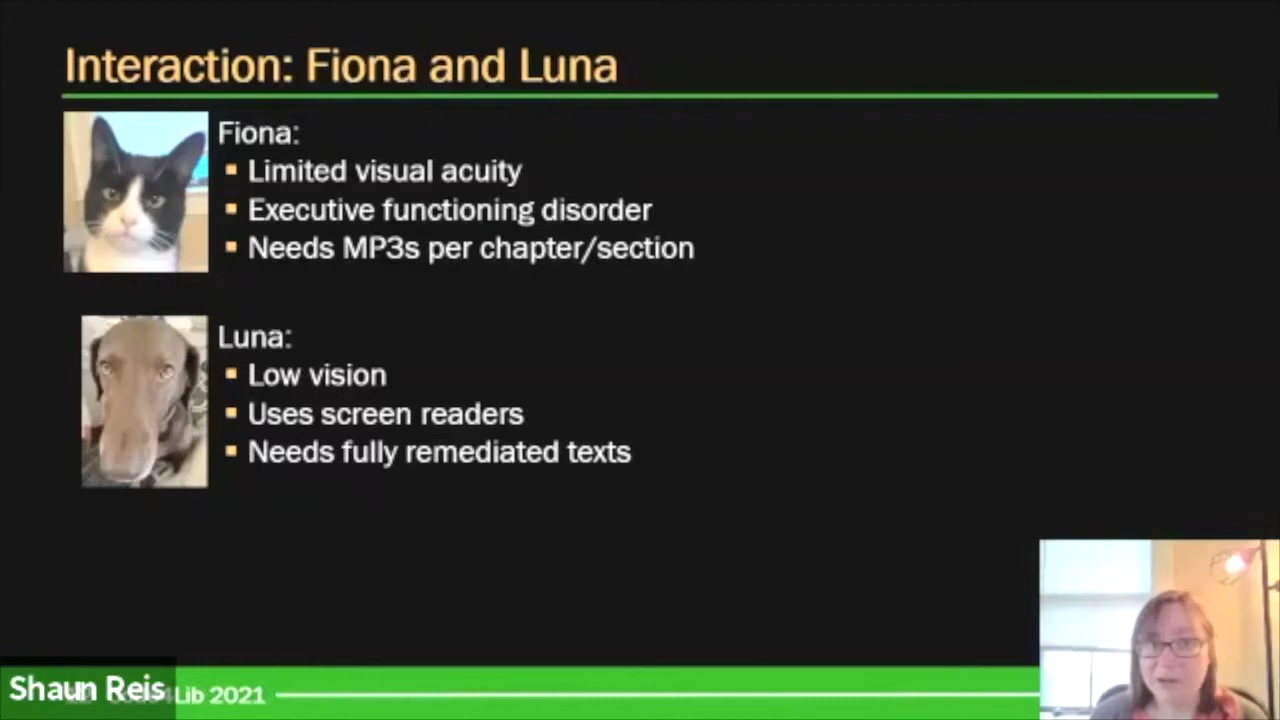 Interaction: Fiona and Luna
Fiona:
▪ Limited visual acuity
▪ Executive functioning disorder
▪ Needs MP3s per chapter/section
Luna:
▪ Low vision
▪ Uses screen readers
▪ Needs fully remediated texts
Shaun Reis
4Lib 2021